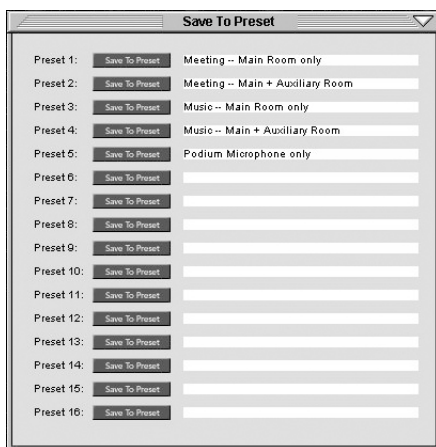 Save To Preset
Preset 1: Save To Preset Meeting -- Main Room only
Preset 2: Save To Preset Meeting -- Main + Auxiliary Room
Preset 3: Save To Preset Music -- Main Room only
Preset 4: Save To Preset Music -- Main + Auxiliary Room
Preset 5: Save To Preset Podium Microphone only
Preset 6: Save To Preset
Preset 7: Save To Preset
Preset 8: Save To Preset
Preset 9: Save To Preset
Preset 10: Save To Preset
Preset 11: Save To Preset
Preset 12: Save To Preset
Preset 13: Save To Preset
Preset 14: Save To Preset
Preset 15: Save To Preset
Preset 16: Save To Preset